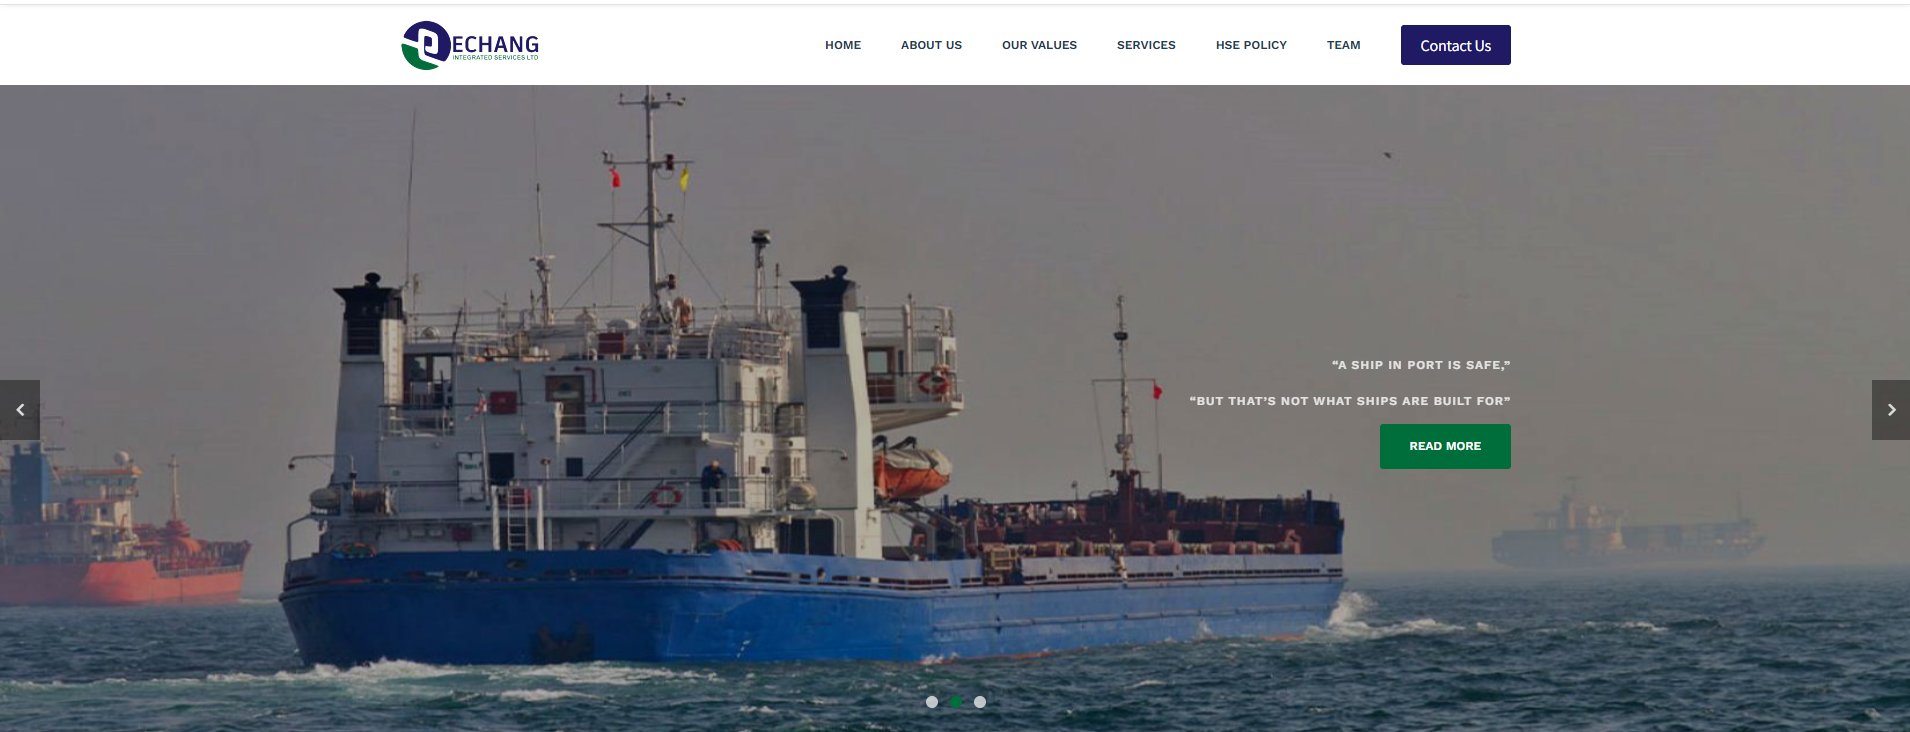 ECHANG
INTEGRATED SERVICES LTD
HOME
ABOUT US
OUR VALUES
SERVICES
HSE POLICY
TEAM
Contact Us
“A SHIP IN PORT IS SAFE,”
“BUT THAT’S NOT WHAT SHIPS ARE BUILT FOR”
READ MORE